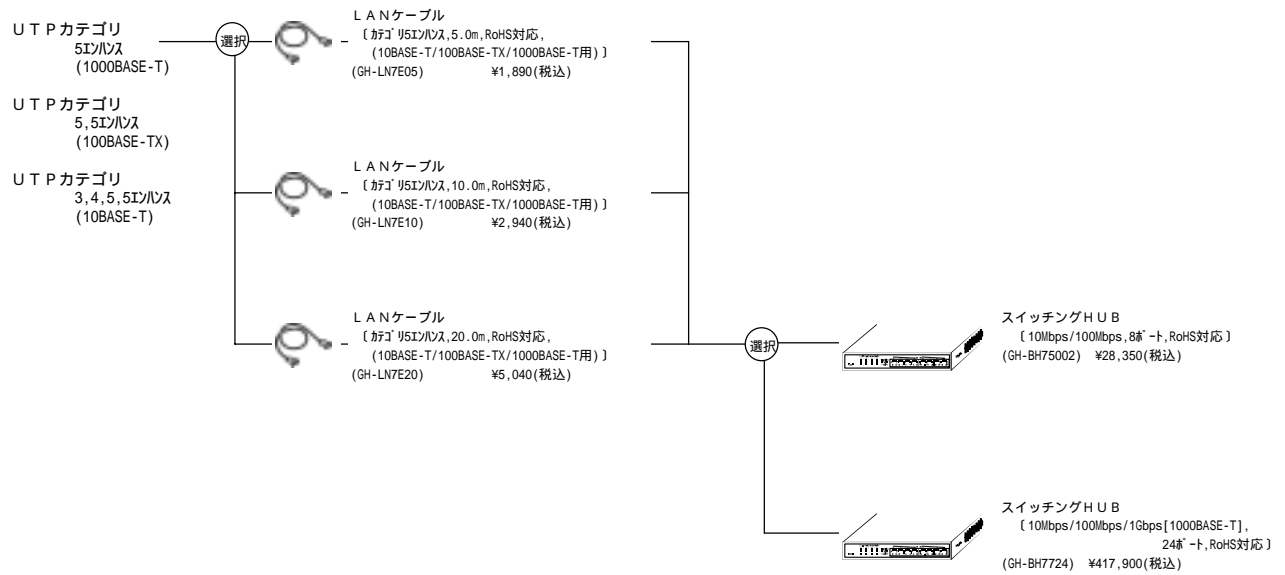 ＵＴＰカテゴリ
5ｴﾝﾊﾝｽ
(1000BASE-T)
ＵＴＰカテゴリ
5,5ｴﾝﾊﾝｽ
(100BASE-TX)
ＵＴＰカテゴリ
3,4,5,5ｴﾝﾊﾝｽ
(10BASE-T)
選択
ＬＡＮケーブル
〔ｶﾃｺﾞﾘ5ｴﾝﾊﾝｽ,5.0m,RoHS対応,
(10BASE-T/100BASE-TX/1000BASE-T用)〕
(GH-LN7E05) ¥1,890(税込)
ＬＡＮケーブル
〔ｶﾃｺﾞﾘ5ｴﾝﾊﾝｽ,10.0m,RoHS対応,
(10BASE-T/100BASE-TX/1000BASE-T用)〕
(GH-LN7E10) ¥2,940(税込)
ＬＡＮケーブル
〔ｶﾃｺﾞﾘ5ｴﾝﾊﾝｽ,20.0m,RoHS対応,
(10BASE-T/100BASE-TX/1000BASE-T用)〕
(GH-LN7E20) ¥5,040(税込)
選択
スイッチングＨＵＢ
〔10Mbps/100Mbps,8ﾎﾟｰﾄ,RoHS対応〕
(GH-BH75002) ¥28,350(税込)
スイッチングＨＵＢ
〔10Mbps/100Mbps/1Gbps[1000BASE-T],
24ﾎﾟｰﾄ,RoHS対応〕
(GH-BH7724) ¥417,900(税込)